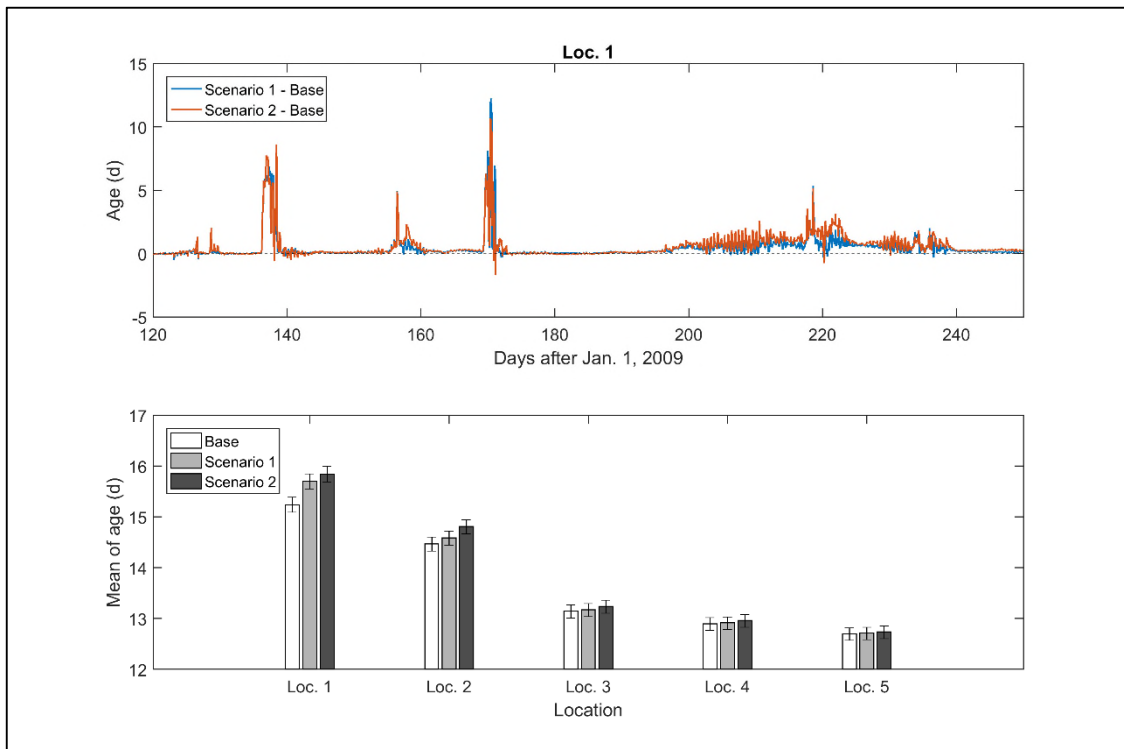 Loc. 1
15
10
5
0
-5
Age (d)
Scenario 1 - Base
Scenario 2 - Base
120 140 160 180 200 220 240
Days after Jan. 1, 2009
17
16
15
14
13
12
Mean of age (d)
Base
Scenario 1
Scenario 2
Loc. 1 Loc. 2 Loc. 3 Loc. 4 Loc. 5
Location